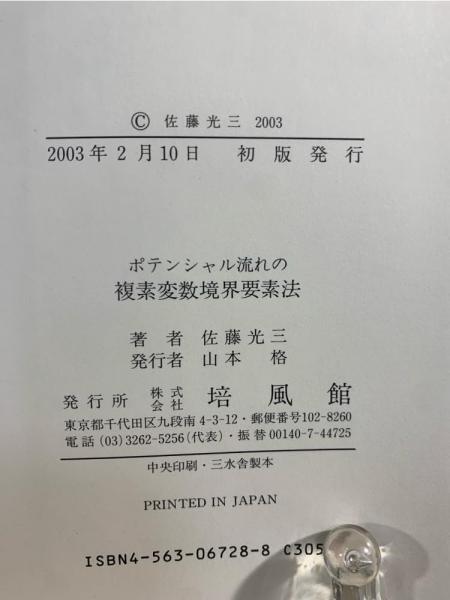 © 佐藤光三 2003
2003年2月10日 初版発行
ポテンシャル流れの
複素変数境界要素法
著者 佐藤光三
発行者 山本 格
発行所 株式会社 培風館
東京都千代田区九段南4-3-12・郵便番号102-8260
電話(03)3262-5256(代表)・振替00140-7-44725
中央印刷・三水舎製本
PRINTED IN JAPAN
ISBN4-563-06728-8 C305